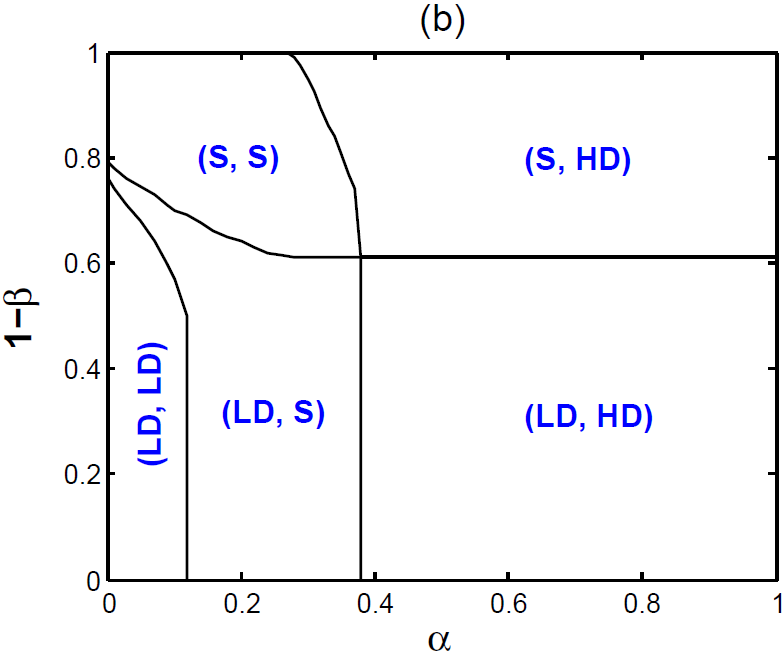 (b)
1
0.8
0.6
0.4
0.2
0
1−β
(S, S)
(S, HD)
(LD, LD)
(LD, S)
(LD, HD)
0
0.2
0.4
0.6
0.8
1
α